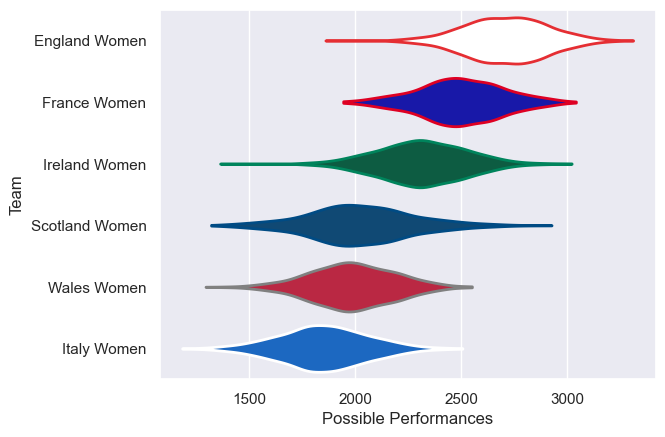 England Women
France Women
Ireland Women
Scotland Women
Wales Women
Italy Women
Team
1500 2000 2500 3000
Possible Performances